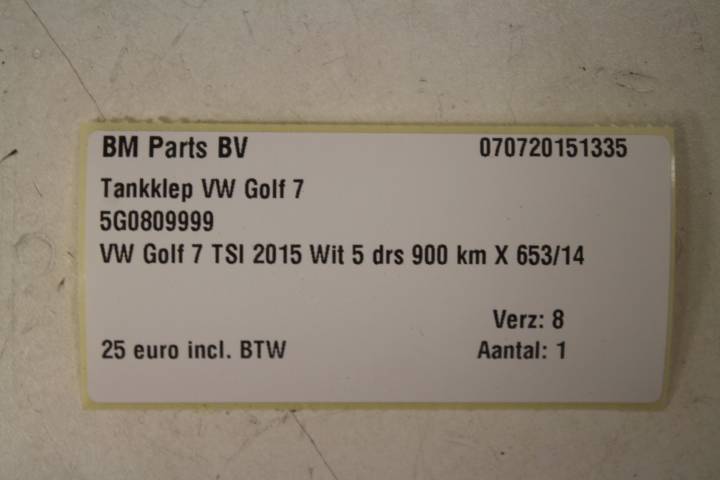 BM Parts BV 070720151335
Tankklep VW Golf 7
5G0809999
VW Golf 7 TSI 2015 Wit 5 drs 900 km X 653/14
Verz: 8
25 euro incl. BTW Aantal: 1